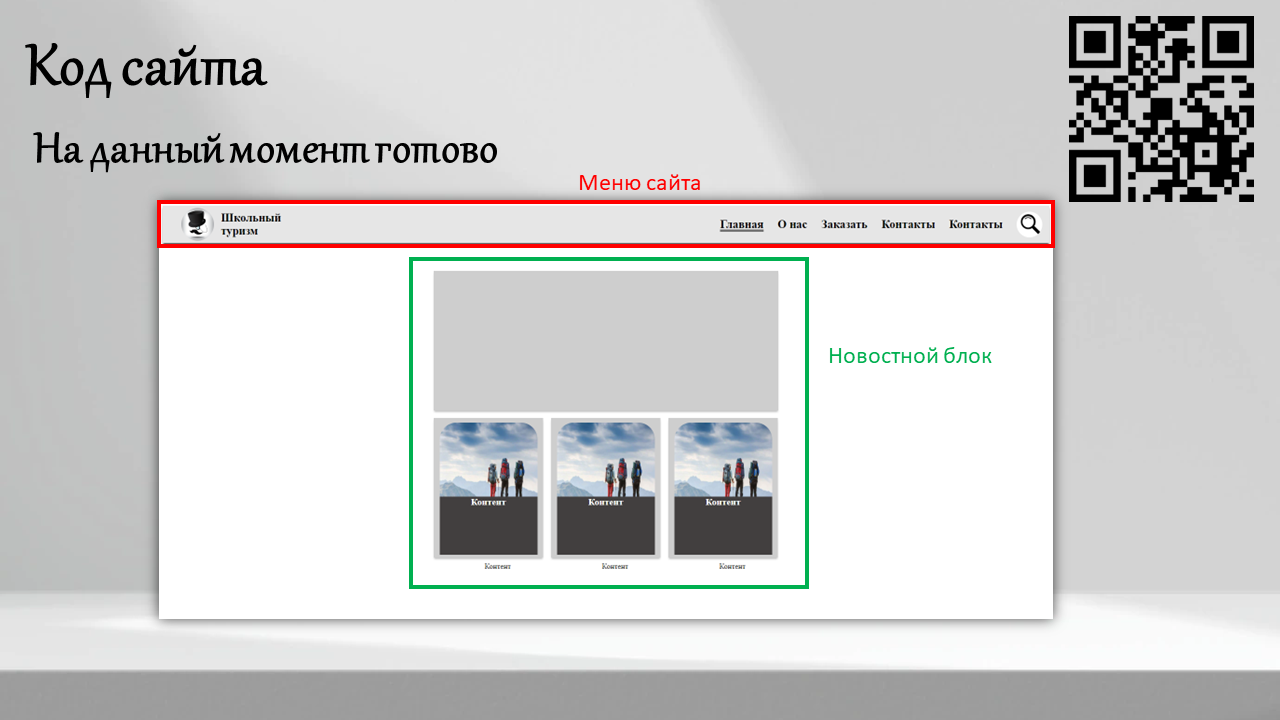 Код сайта
На данный момент готово
Меню сайта
Школьный
туризм
Главная О нас Заказать Контакты Контакты
Новостной блок
Контент Контент Контент
Контент Контент Контент